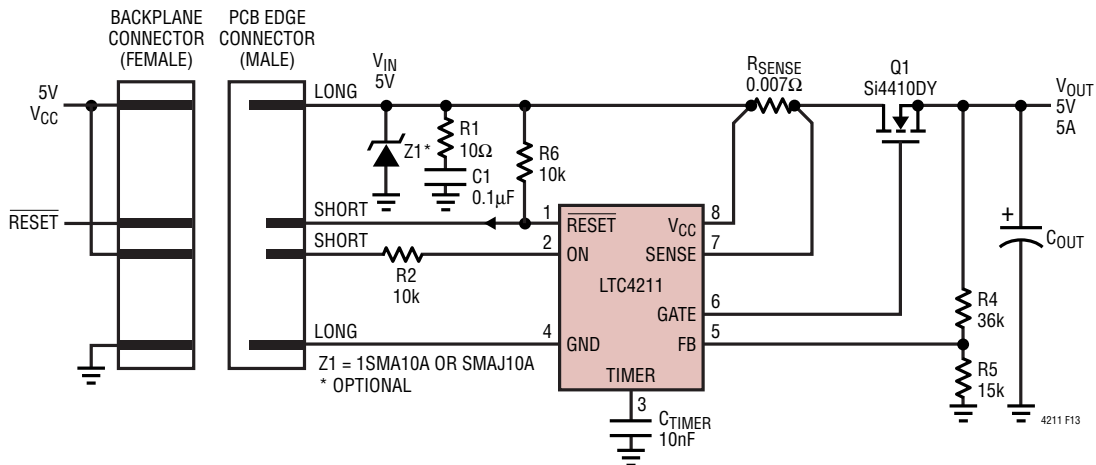 BACKPLANE
CONNECTOR
(FEMALE)
PCB EDGE
CONNECTOR
(MALE)
5V
VCC
RESET
LONG
VIN
5V
Z1*
R1
10Ω
C1
0.1µF
R6
10k
RSENSE
0.007Ω
Q1
Si4410DY
VOUT
5V
5A
SHORT
SHORT
R2
10k
LONG
1
RESET
2
ON
4
GND
LTC4211
VCC
8
SENSE
7
GATE
6
FB
5
TIMER
3
CTIMER
10nF
Z1 = 1SMA10A OR SMAJ10A
* OPTIONAL
R4
36k
R5
15k
+
COUT
4211 F13